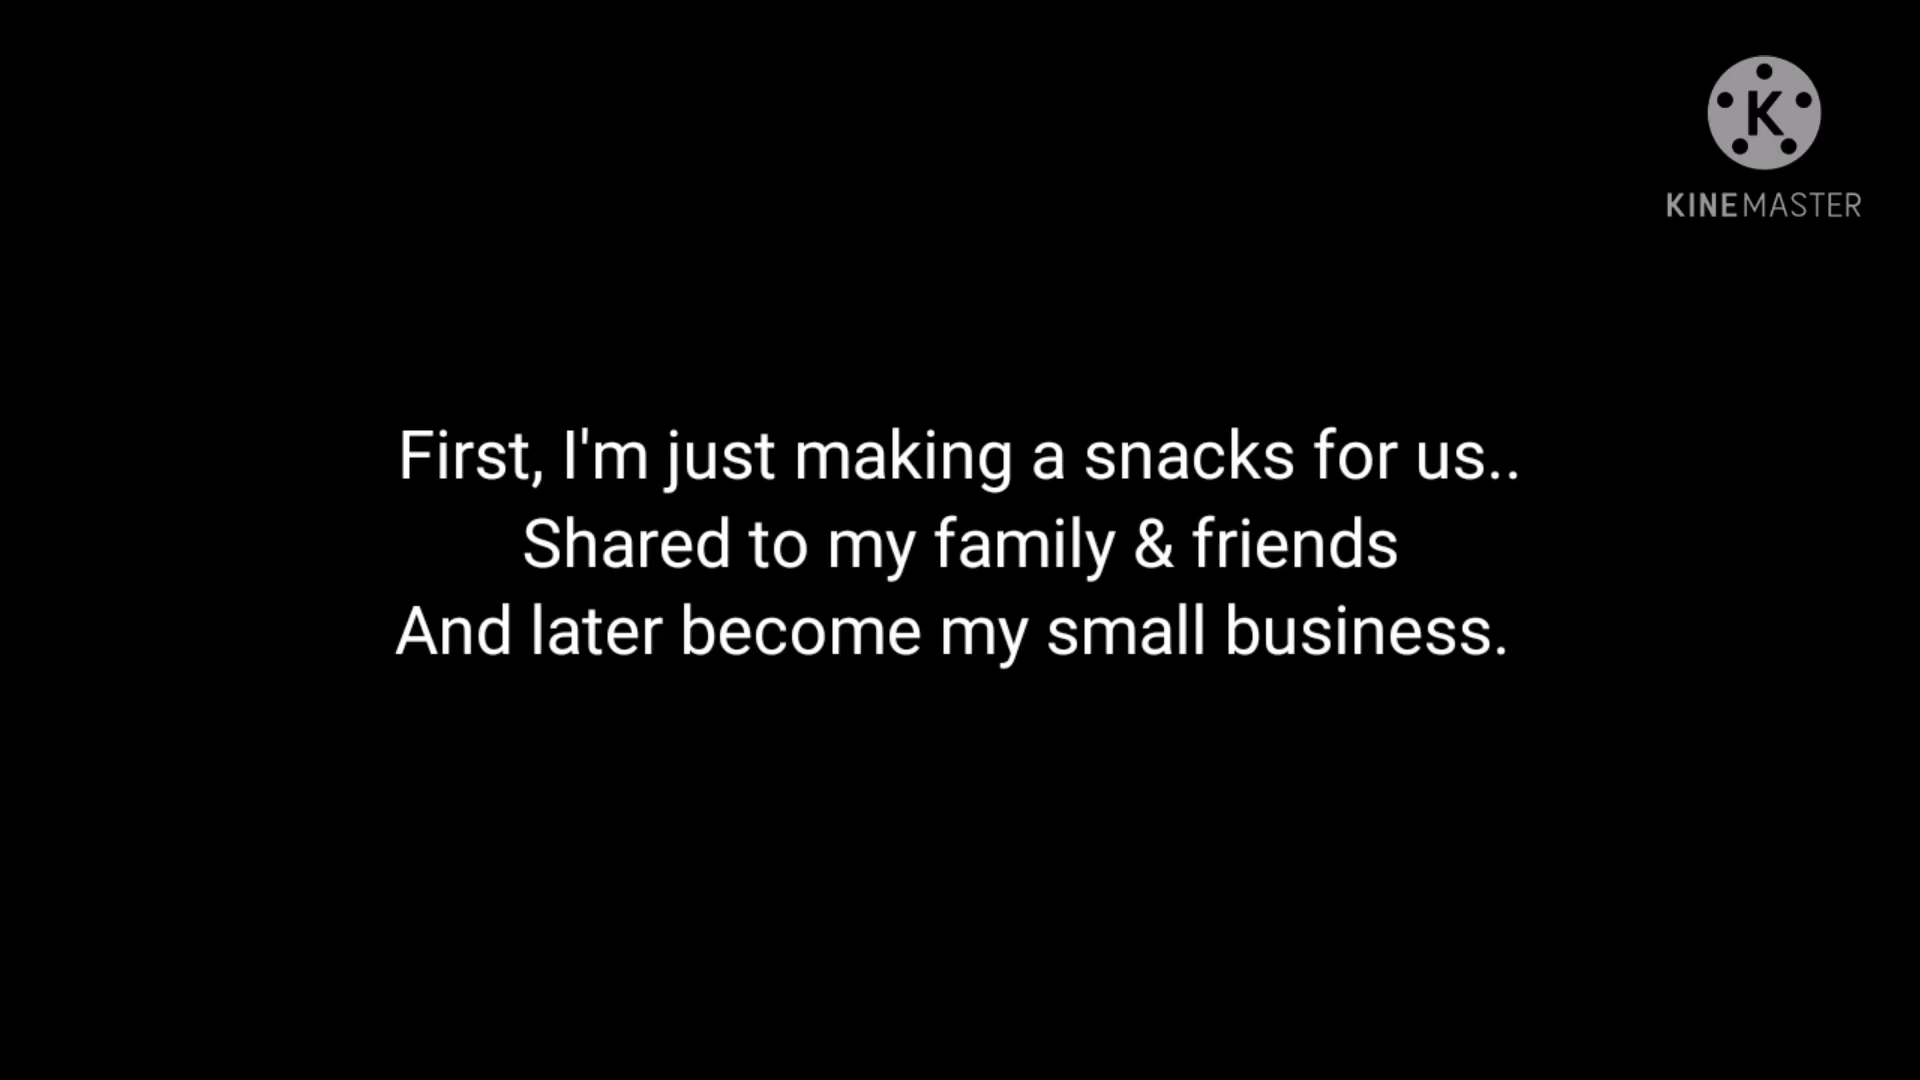 K
KINEMASTER
First, I'm just making a snacks for us..
Shared to my family & friends
And later become my small business.